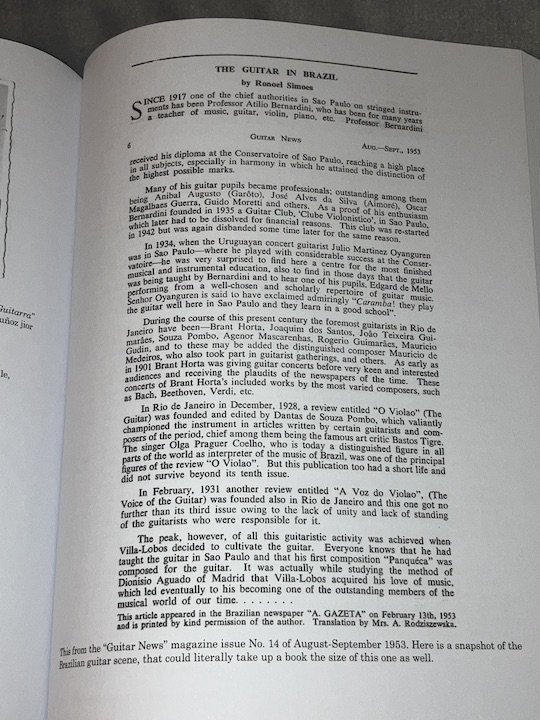 THE GUITAR IN BRAZIL
by Ronoel Simoes
SINCE 1917 one of the chief authorities in Sao Paulo on stringed instru-
ments has been Professor Atilio Bernardini, who has been for many years
a teacher of music, guitar, violin, piano, etc. Professor Bernardini
6 GUITAR NEWS AUG.—SEPT., 1953
received his diploma at the Conservatoire of Sao Paulo, reaching a high place
in all subjects, especially in harmony in which he attained the distinction of
the highest possible marks.
Many of his guitar pupils became professionals; outstanding among them
being Anibal Augusto (Garôto), José Alves da Silva (Aimoré), Oscar
Magalhaes Guerra, Guido Moretti and others. As a proof of his enthusiasm
Bernardini founded in 1935 a Guitar Club, 'Clube Violonistico', in Sao Paulo,
which later had to be dissolved for financial reasons. This club was re-started
in 1942 but was again disbanded some time later for the same reason.
In 1934, when the Uruguayan concert guitarist Julio Martinez Oyanguren
was in Sao Paulo—where he played with considerable success at the Conser-
vatoire—he was very surprised to find here a centre for the most finished
musical and instrumental education, also to find in those days that the guitar
was being taught by Bernardini and to hear one of his pupils, Edgard de Mello
performing from a well-chosen and scholarly repertoire of guitar music.
Senhor Oyanguren is said to have exclaimed admiringly "Caramba! they play
the guitar well here in Sao Paulo and they learn in a good school".
During the course of this present century the foremost guitarists in Rio de
Janeiro have been—Brant Horta, Joaquim dos Santos, João Teixeira Gui-
marães, Souza Pombo, Agenor Mascarenhas, Rogerio Guimarães, Mauricio
Gudin, and to these may be added the distinguished composer Mauricio de
Medeiros, who also took part in guitarist gatherings, and others. As early as
in 1901 Brant Horta was giving guitar concerts before very keen and interested
audiences and receiving the plaudits of the newspapers of the time. These
concerts of Brant Horta's included works by the most varied composers, such
as Bach, Beethoven, Verdi, etc.
In Rio de Janeiro in December, 1928, a review entitled "O Violao" (The
Guitar) was founded and edited by Dantas de Souza Pombo, which valiantly
championed the instrument in articles written by certain guitarists and com-
posers of the period, chief among them being the famous art critic Bastos Tigre.
The singer Olga Praguer Coelho, who is today a distinguished figure in all
parts of the world as interpreter of the music of Brazil, was one of the principal
figures of the review "O Violao". But this publication too had a short life and
did not survive beyond its tenth issue.
In February, 1931 another review entitled "A Voz do Violao", (The
Voice of the Guitar) was founded also in Rio de Janeiro and this one got no
further than its third issue owing to the lack of unity and lack of standing
of the guitarists who were responsible for it.
The peak, however, of all this guitaristic activity was achieved when
Villa-Lobos decided to cultivate the guitar. Everyone knows that he had
taught the guitar in Sao Paulo and that his first composition "Panquéca" was
composed for the guitar. It was actually while studying the method of
Dionisio Aguado of Madrid that Villa-Lobos acquired his love of music,
which led eventually to his becoming one of the outstanding members of the
musical world of our time. . . . . . . .
This article appeared in the Brazilian newspaper "A. GAZETA" on February 13th, 1953
and is printed by kind permission of the author. Translation by Mrs. A. Rodziszewska.
This from the "Guitar News" magazine issue No. 14 of August-September 1953. Here is a snapshot of the
Brazilian guitar scene, that could literally take up a book the size of this one as well.
Guitarra"
uñoz jior
le,